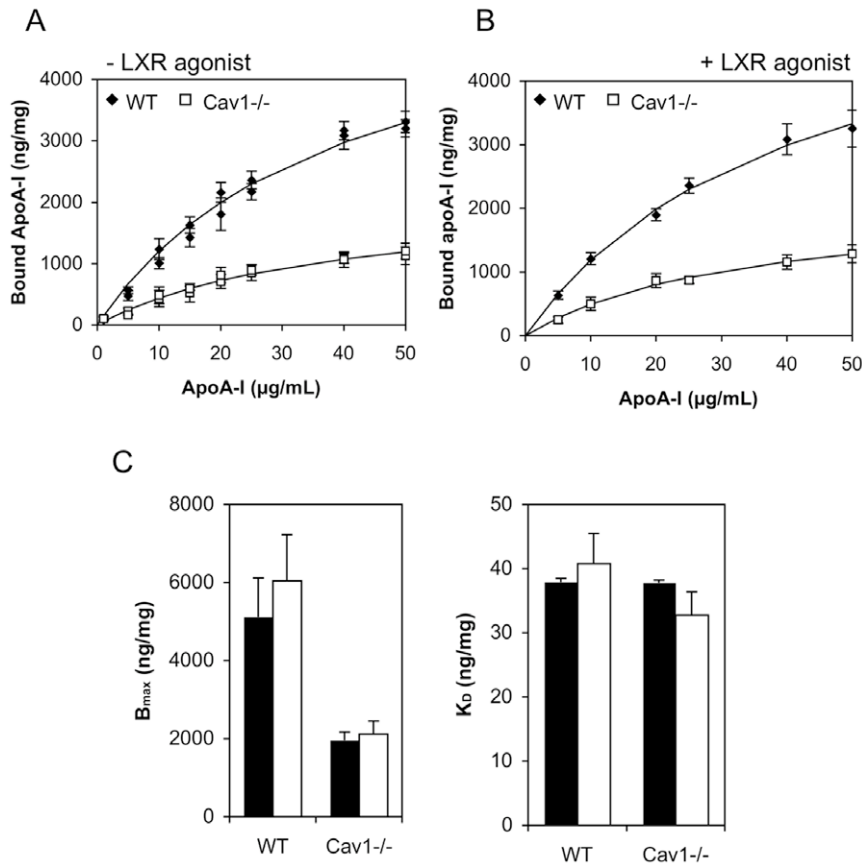 A
- LXR agonist
4000
3000
2000
1000
0
Bound ApoA-I (ng/mg)
WT
Cav1-/-
0 10 20 30 40 50
ApoA-I (µg/mL)
B
+ LXR agonist
4000
3000
2000
1000
0
Bound apoA-I (ng/mg)
WT
Cav1-/-
0 10 20 30 40 50
ApoA-I (µg/mL)
C
8000
6000
4000
2000
0
Bmax (ng/mg)
WT Cav1-/-
50
40
30
20
10
0
KD (ng/mg)
WT Cav1-/-